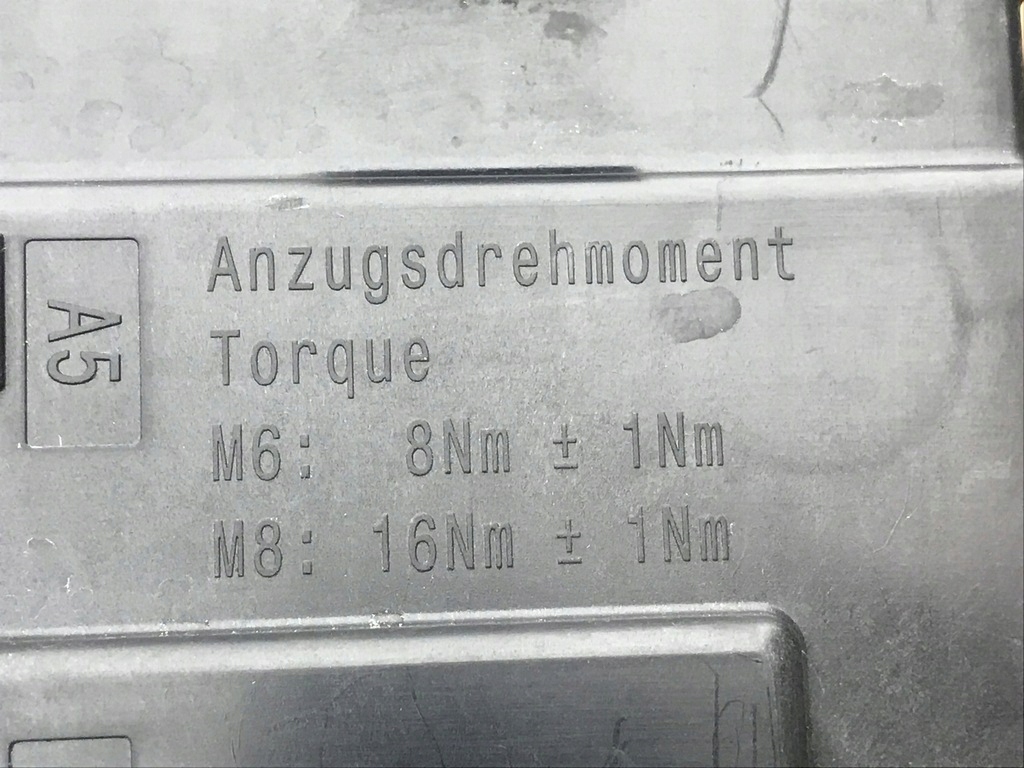 Anzugsdrehmoment
Torque
M6: 8Nm ± 1Nm
M8: 16Nm ± 1Nm
A5